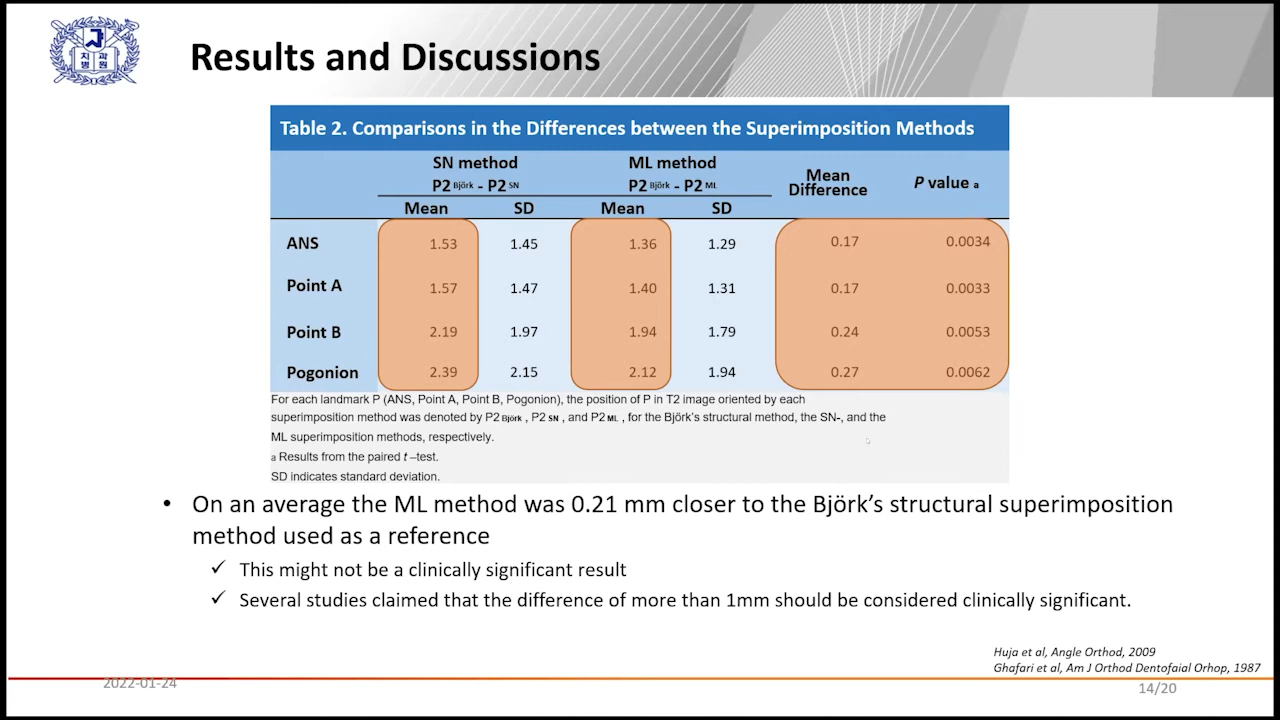 Results and Discussions
Table 2. Comparisons in the Differences between the Superimposition Methods
SN method ML method Mean Difference P value a
P2 Björk - P2 SN P2 Björk - P2 ML
Mean SD Mean SD
ANS 1.53 1.45 1.36 1.29 0.17 0.0034
Point A 1.57 1.47 1.40 1.31 0.17 0.0033
Point B 2.19 1.97 1.94 1.79 0.24 0.0053
Pogonion 2.39 2.15 2.12 1.94 0.27 0.0062
For each landmark P (ANS, Point A, Point B, Pogonion), the position of P in T2 image oriented by each
superimposition method was denoted by P2 Björk , P2 SN , and P2 ML , for the Björk's structural method, the SN-, and the
ML superimposition methods, respectively.
a Results from the paired t –test.
SD indicates standard deviation.
• On an average the ML method was 0.21 mm closer to the Björk’s structural superimposition
method used as a reference
✓ This might not be a clinically significant result
✓ Several studies claimed that the difference of more than 1mm should be considered clinically significant.
Huja et al, Angle Orthod, 2009
Ghafari et al, Am J Orthod Dentofaial Orhop, 1987
2022-01-24
14/20